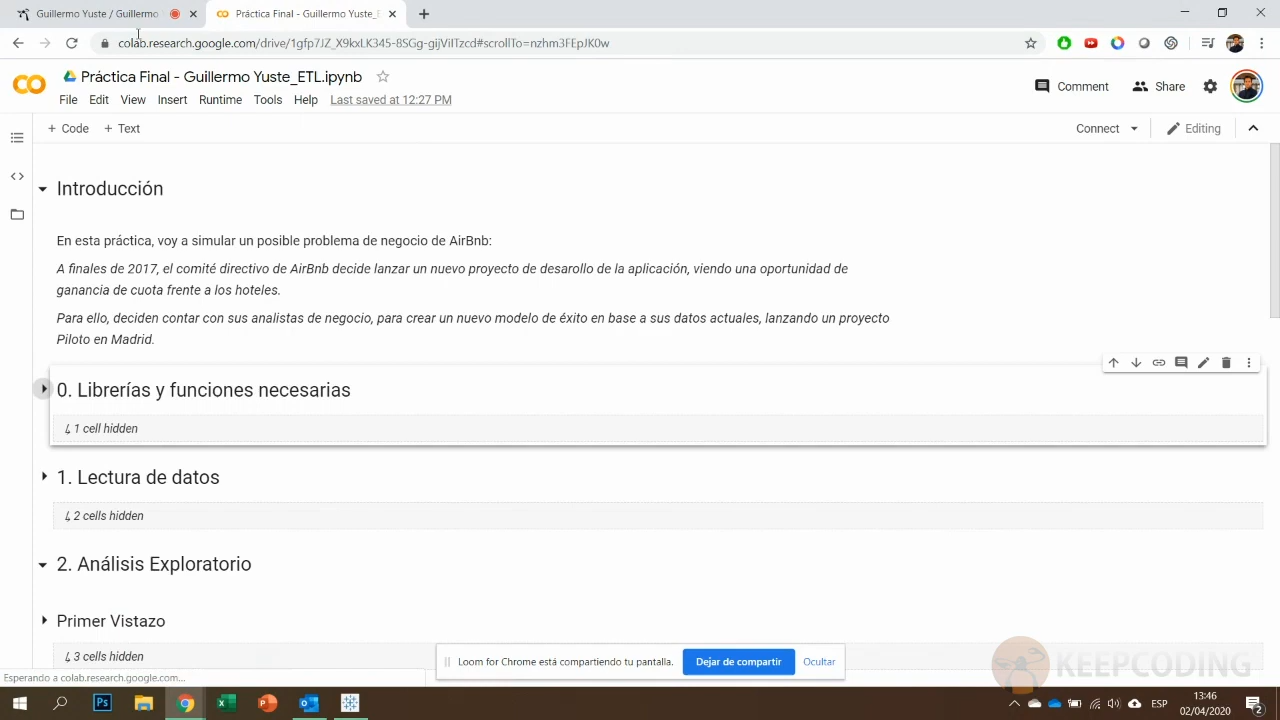 Guillermo Yuste / Guillermo
Práctica Final - Guillermo Yuste_E
colab.research.google.com/drive/1gfp7JZ_X9bLK345-8SGg-gijViITzcd#scrollTo=nzhm3FEpJK0w
Práctica Final - Guillermo Yuste_ETL.ipynb
Comment
Share
File Edit View Insert Runtime Tools Help Last saved at 12:27 PM
+ Code + Text
Connect
Editing
Introducción
En esta práctica, voy a simular un posible problema de negocio de AirBnb:
A finales de 2017, el comité directivo de AirBnb decide lanzar un nuevo proyecto de desarollo de la aplicación, viendo una oportunidad de
ganancia de cuota frente a los hoteles.
Para ello, deciden contar con sus analistas de negocio, para crear un nuevo modelo de éxito en base a sus datos actuales, lanzando un proyecto
Piloto en Madrid.
0. Librerías y funciones necesarias
1 cell hidden
1. Lectura de datos
2 cells hidden
2. Análisis Exploratorio
Primer Vistazo
3 cells hidden
Loom for Chrome está compartiendo tu pantalla. Dejar de compartir Ocultar
KEEPCODING
Esperando a colab.research.google.com...
Ps
ESP
13:46
02/04/2020
2